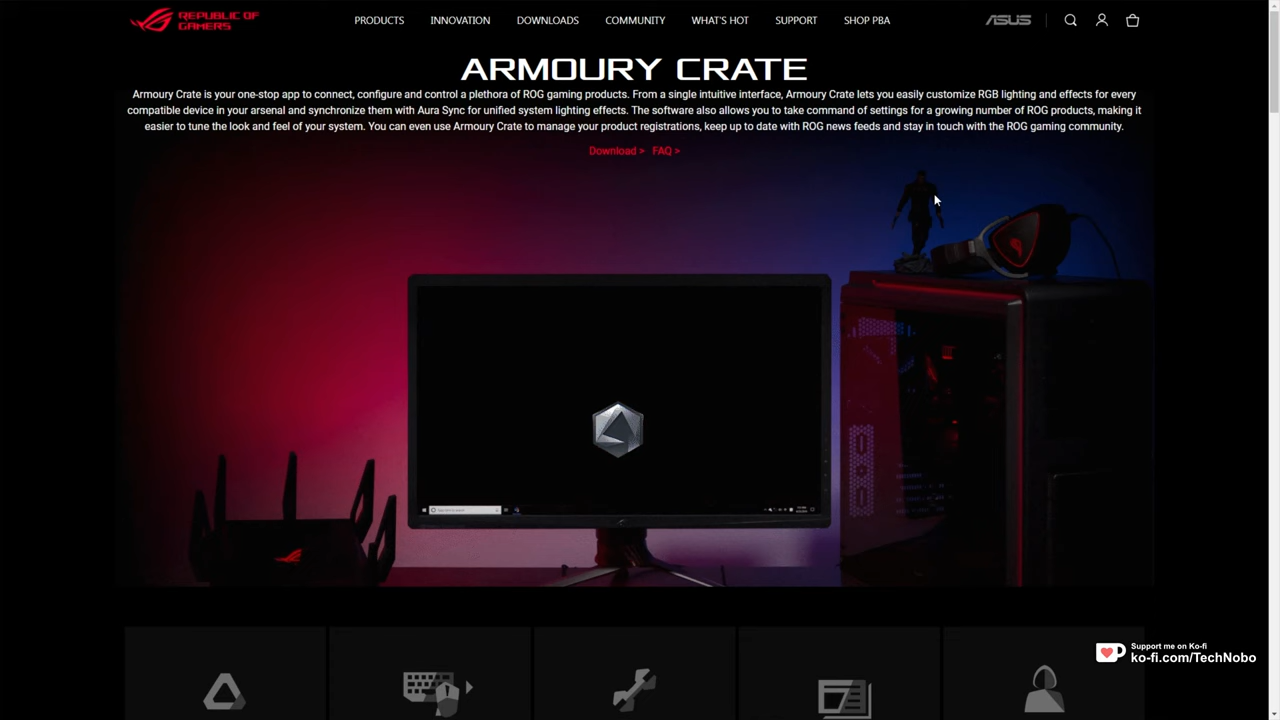 REPUBLIC OF
GAMERS
PRODUCTS
INNOVATION
DOWNLOADS
COMMUNITY
WHAT'S HOT
SUPPORT
SHOP PBA
ASUS
ARMOURY CRATE
Armoury Crate is your one-stop app to connect, configure and control a plethora of ROG gaming products. From a single intuitive interface, Armoury Crate lets you easily customize RGB lighting and effects for every
compatible device in your arsenal and synchronize them with Aura Sync for unified system lighting effects. The software also allows you to take command of settings for a growing number of ROG products, making it
easier to tune the look and feel of your system. You can even use Armoury Crate to manage your product registrations, keep up to date with ROG news feeds and stay in touch with the ROG gaming community.
Download > FAQ >
Support me on Ko-fi
ko-fi.com/TechNobo